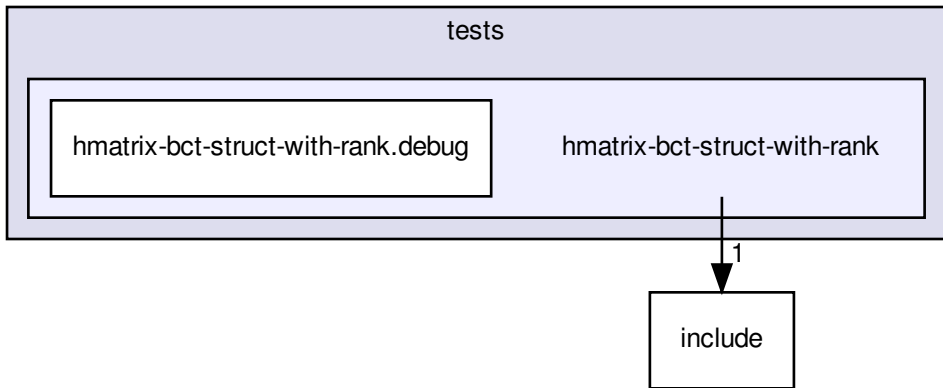 tests
hmatrix-bct-struct-with-rank.debug
hmatrix-bct-struct-with-rank
1
include